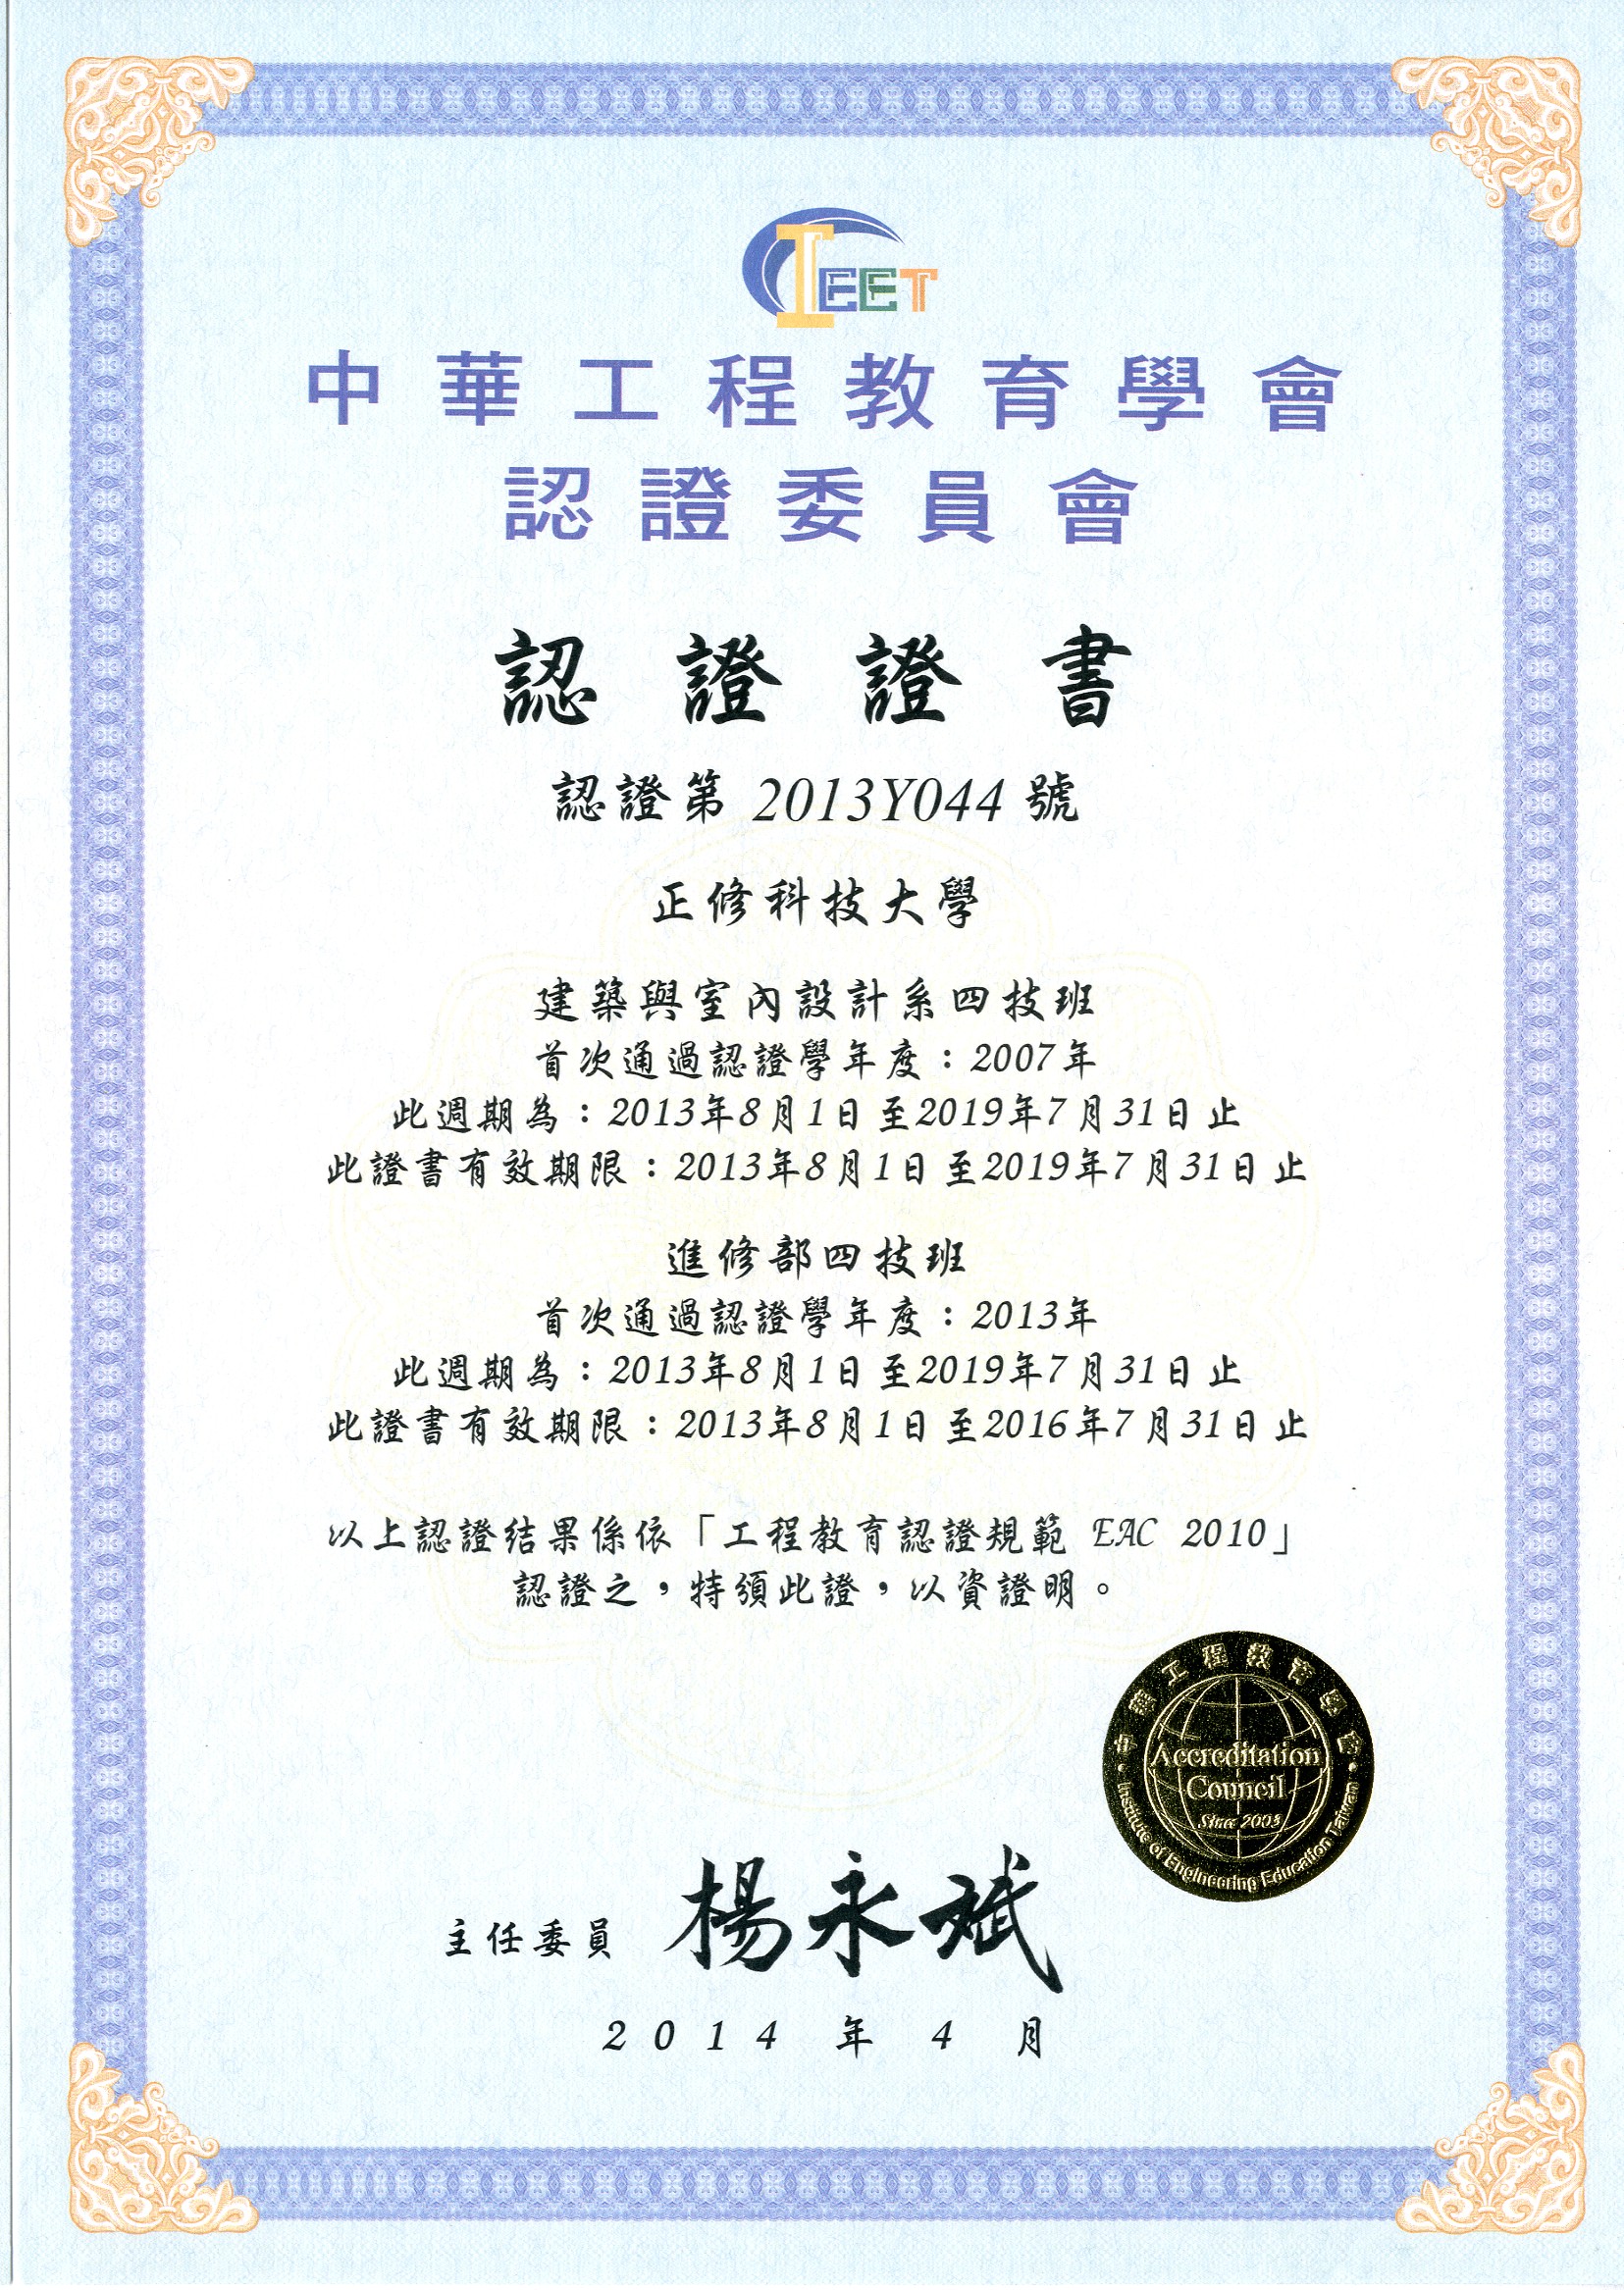 IEET
中華工程教育學會
認證委員會
認證證書
認證第 2013Y044 號
正修科技大學
建築與室內設計系四技班
首次通過認證學年度：2007年
此週期為：2013年8月1日至2019年7月31日止
此證書有效期限：2013年8月1日至2019年7月31日止
進修部四技班
首次通過認證學年度：2013年
此週期為：2013年8月1日至2019年7月31日止
此證書有效期限：2013年8月1日至2016年7月31日止
以上認證結果係依「工程教育認證規範 EAC 2010」
認證之，特頒此證，以資證明。
中華工程教育學會
Accreditation
Council
Since 2003
Institute of Engineering Education Taiwan
主任委員 楊永斌
2014 年 4 月